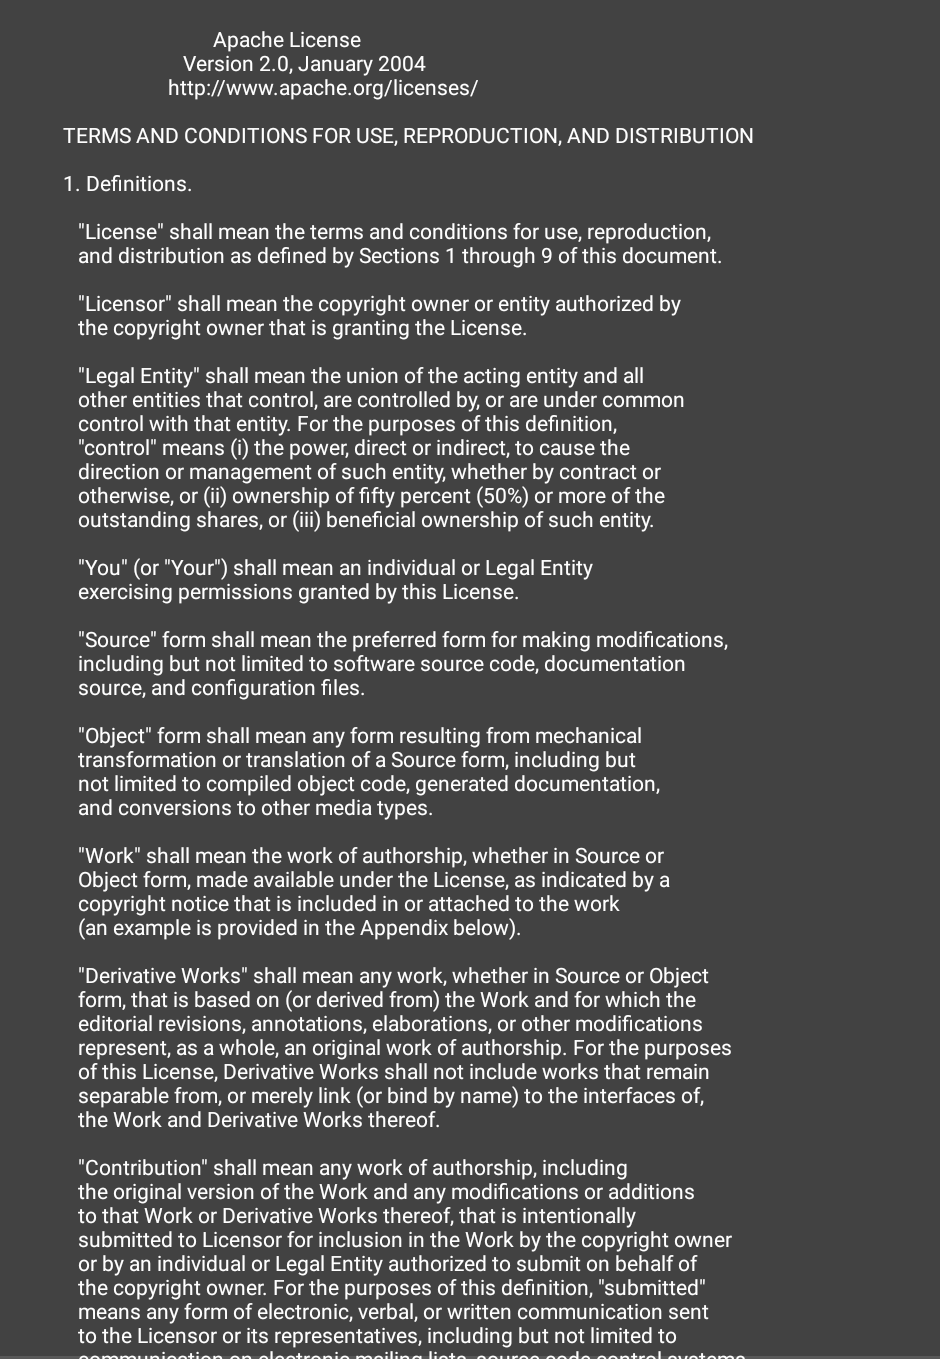 Apache License
Version 2.0, January 2004
http://www.apache.org/licenses/
TERMS AND CONDITIONS FOR USE, REPRODUCTION, AND DISTRIBUTION
1. Definitions.
"License" shall mean the terms and conditions for use, reproduction,
and distribution as defined by Sections 1 through 9 of this document.
"Licensor" shall mean the copyright owner or entity authorized by
the copyright owner that is granting the License.
"Legal Entity" shall mean the union of the acting entity and all
other entities that control, are controlled by, or are under common
control with that entity. For the purposes of this definition,
"control" means (i) the power, direct or indirect, to cause the
direction or management of such entity, whether by contract or
otherwise, or (ii) ownership of fifty percent (50%) or more of the
outstanding shares, or (iii) beneficial ownership of such entity.
"You" (or "Your") shall mean an individual or Legal Entity
exercising permissions granted by this License.
"Source" form shall mean the preferred form for making modifications,
including but not limited to software source code, documentation
source, and configuration files.
"Object" form shall mean any form resulting from mechanical
transformation or translation of a Source form, including but
not limited to compiled object code, generated documentation,
and conversions to other media types.
"Work" shall mean the work of authorship, whether in Source or
Object form, made available under the License, as indicated by a
copyright notice that is included in or attached to the work
(an example is provided in the Appendix below).
"Derivative Works" shall mean any work, whether in Source or Object
form, that is based on (or derived from) the Work and for which the
editorial revisions, annotations, elaborations, or other modifications
represent, as a whole, an original work of authorship. For the purposes
of this License, Derivative Works shall not include works that remain
separable from, or merely link (or bind by name) to the interfaces of,
the Work and Derivative Works thereof.
"Contribution" shall mean any work of authorship, including
the original version of the Work and any modifications or additions
to that Work or Derivative Works thereof, that is intentionally
submitted to Licensor for inclusion in the Work by the copyright owner
or by an individual or Legal Entity authorized to submit on behalf of
the copyright owner. For the purposes of this definition, "submitted"
means any form of electronic, verbal, or written communication sent
to the Licensor or its representatives, including but not limited to
communication on electronic mailing lists, source code control systems,